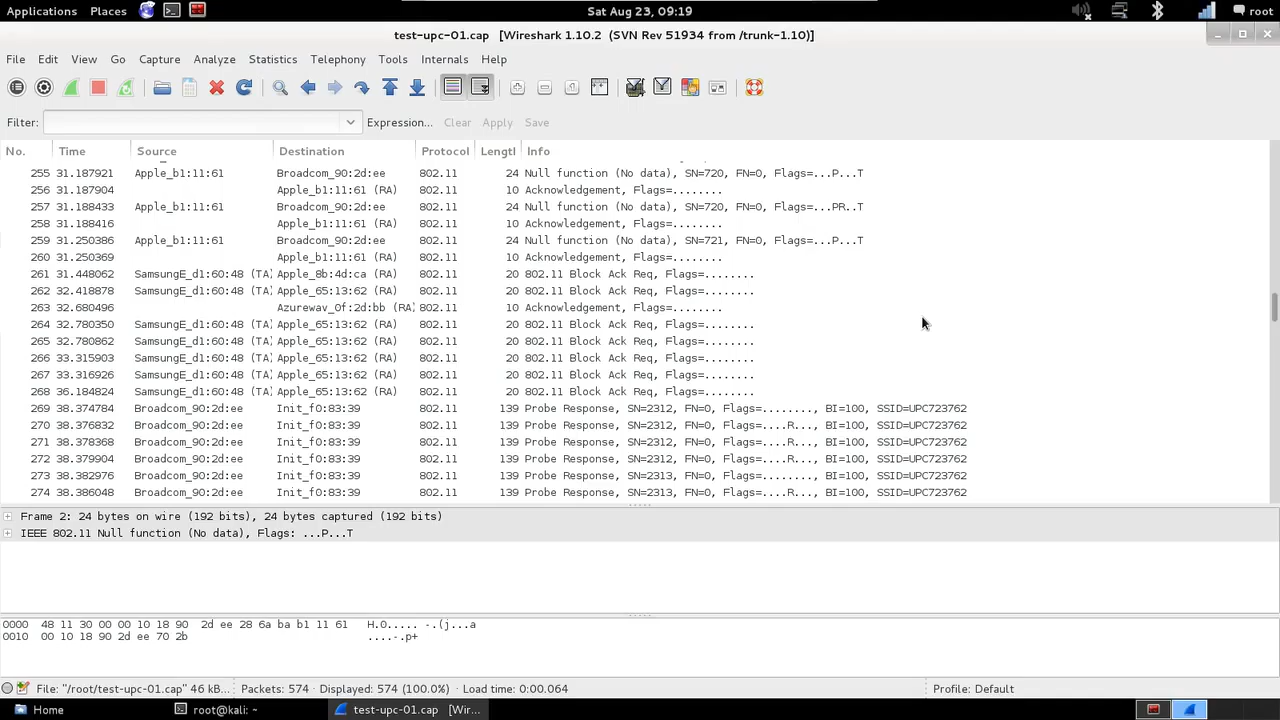 Applications Places Sat Aug 23, 09:19 root
test-upc-01.cap [Wireshark 1.10.2 (SVN Rev 51934 from /trunk-1.10)]
File Edit View Go Capture Analyze Statistics Telephony Tools Internals Help
Filter: Expression... Clear Apply Save
No. Time Source Destination Protocol Lengtl Info
255 31.187921 Apple_b1:11:61 Broadcom_90:2d:ee 802.11 24 Null function (No data), SN=720, FN=0, Flags=...P...T
256 31.187904 Apple_b1:11:61 (RA) 802.11 10 Acknowledgement, Flags=........
257 31.188433 Apple_b1:11:61 Broadcom_90:2d:ee 802.11 24 Null function (No data), SN=720, FN=0, Flags=...PR..T
258 31.188416 Apple_b1:11:61 (RA) 802.11 10 Acknowledgement, Flags=........
259 31.250386 Apple_b1:11:61 Broadcom_90:2d:ee 802.11 24 Null function (No data), SN=721, FN=0, Flags=...P...T
260 31.250369 Apple_b1:11:61 (RA) 802.11 10 Acknowledgement, Flags=........
261 31.448062 SamsungE_d1:60:48 (TA) Apple_8b:4d:ca (RA) 802.11 20 802.11 Block Ack Req, Flags=........
262 32.418878 SamsungE_d1:60:48 (TA) Apple_65:13:62 (RA) 802.11 20 802.11 Block Ack Req, Flags=........
263 32.680496 Azurewav_0f:2d:bb (RA) 802.11 10 Acknowledgement, Flags=........
264 32.780350 SamsungE_d1:60:48 (TA) Apple_65:13:62 (RA) 802.11 20 802.11 Block Ack Req, Flags=........
265 32.780862 SamsungE_d1:60:48 (TA) Apple_65:13:62 (RA) 802.11 20 802.11 Block Ack Req, Flags=........
266 33.315903 SamsungE_d1:60:48 (TA) Apple_65:13:62 (RA) 802.11 20 802.11 Block Ack Req, Flags=........
267 33.316926 SamsungE_d1:60:48 (TA) Apple_65:13:62 (RA) 802.11 20 802.11 Block Ack Req, Flags=........
268 36.184824 SamsungE_d1:60:48 (TA) Apple_65:13:62 (RA) 802.11 20 802.11 Block Ack Req, Flags=........
269 38.374784 Broadcom_90:2d:ee Init_f0:83:39 802.11 139 Probe Response, SN=2312, FN=0, Flags=........, BI=100, SSID=UPC723762
270 38.376832 Broadcom_90:2d:ee Init_f0:83:39 802.11 139 Probe Response, SN=2312, FN=0, Flags=....R..., BI=100, SSID=UPC723762
271 38.378368 Broadcom_90:2d:ee Init_f0:83:39 802.11 139 Probe Response, SN=2312, FN=0, Flags=....R..., BI=100, SSID=UPC723762
272 38.379904 Broadcom_90:2d:ee Init_f0:83:39 802.11 139 Probe Response, SN=2312, FN=0, Flags=....R..., BI=100, SSID=UPC723762
273 38.382976 Broadcom_90:2d:ee Init_f0:83:39 802.11 139 Probe Response, SN=2313, FN=0, Flags=........, BI=100, SSID=UPC723762
274 38.386048 Broadcom_90:2d:ee Init_f0:83:39 802.11 139 Probe Response, SN=2313, FN=0, Flags=....R..., BI=100, SSID=UPC723762
Frame 2: 24 bytes on wire (192 bits), 24 bytes captured (192 bits)
IEEE 802.11 Null function (No data), Flags: ...P...T
0000 48 11 30 00 00 10 18 90 2d ee 28 6a ba b1 11 61 H.0..... -.(j...a
0010 00 10 18 90 2d ee 70 2b ....-.p+
File: "/root/test-upc-01.cap" 46 kB... Packets: 574 · Displayed: 574 (100.0%) · Load time: 0:00.064 Profile: Default
Home root@kali: ~ test-upc-01.cap [Wir...